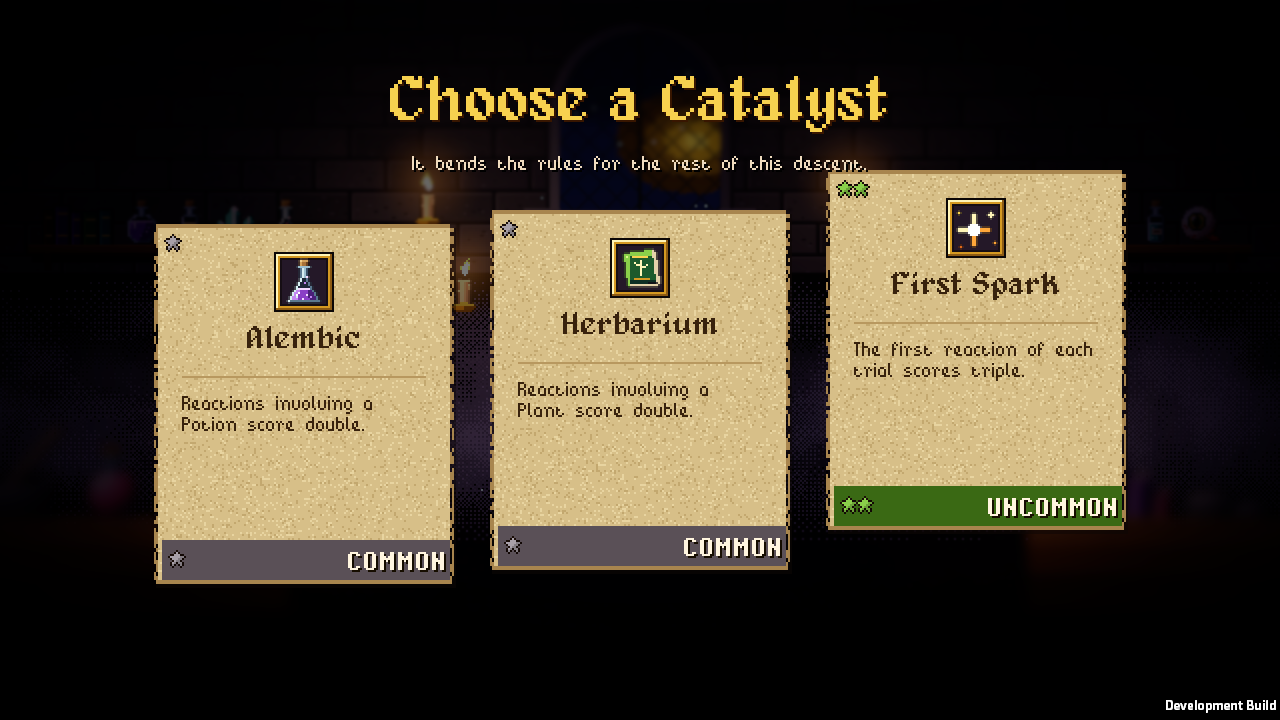 Choose a Catalyst
It bends the rules for the rest of this descent.
Alembic
Reactions involving a
Potion score double.
COMMON
Herbarium
Reactions involving a
Plant score double.
COMMON
First Spark
The first reaction of each
trial scores triple.
UNCOMMON
Development Build